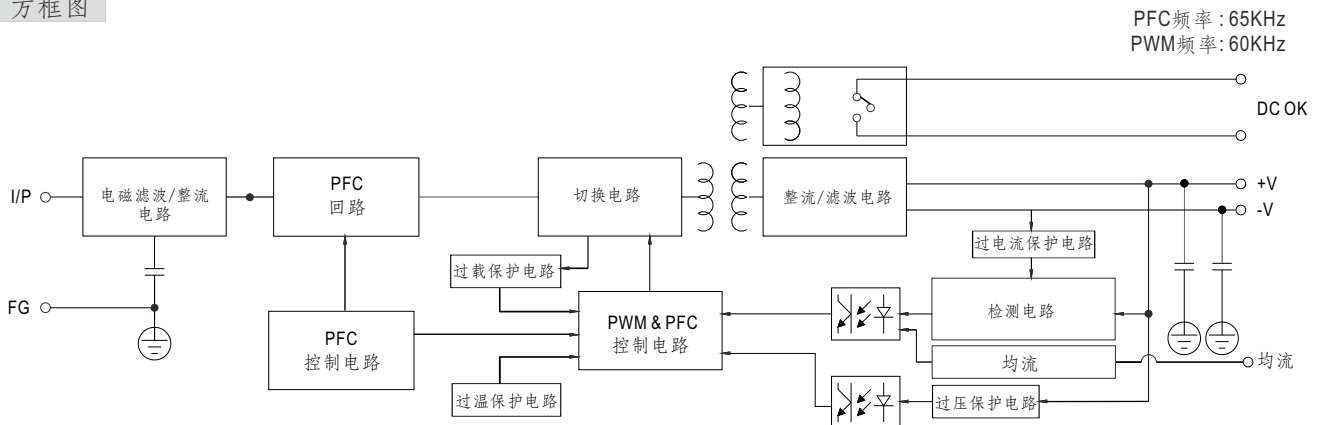 方框图
PFC频率 : 65KHz
PWM频率: 60KHz
DC OK
I/P
电磁滤波/整流
电路
PFC
回路
切换电路
整流/滤波电路
+V
-V
过电流保护电路
过载保护电路
FG
PFC
控制电路
PWM & PFC
控制电路
检测电路
均流
均流
过温保护电路
过压保护电路